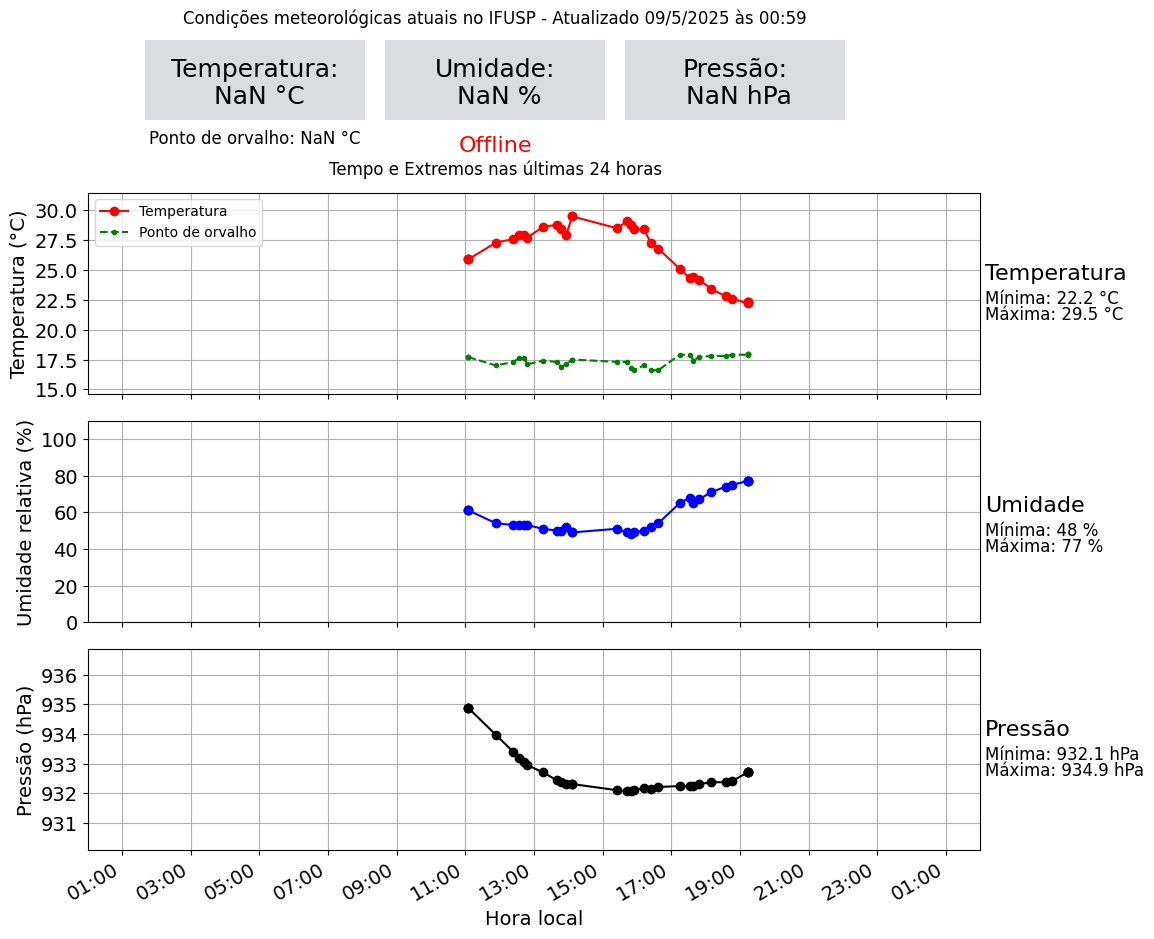 Condições meteorológicas atuais no IFUSP - Atualizado 09/5/2025 às 00:59
Temperatura:
NaN °C
Umidade:
NaN %
Pressão:
NaN hPa
Ponto de orvalho: NaN °C
Offline
Tempo e Extremos nas últimas 24 horas
Temperatura (°C)
30.0
27.5
25.0
22.5
20.0
17.5
15.0
Temperatura
Ponto de orvalho
Temperatura
Mínima: 22.2 °C
Máxima: 29.5 °C
Umidade relativa (%)
100
80
60
40
20
0
Umidade
Mínima: 48 %
Máxima: 77 %
Pressão (hPa)
936
935
934
933
932
931
Pressão
Mínima: 932.1 hPa
Máxima: 934.9 hPa
01:00 03:00 05:00 07:00 09:00 11:00 13:00 15:00 17:00 19:00 21:00 23:00 01:00
Hora local